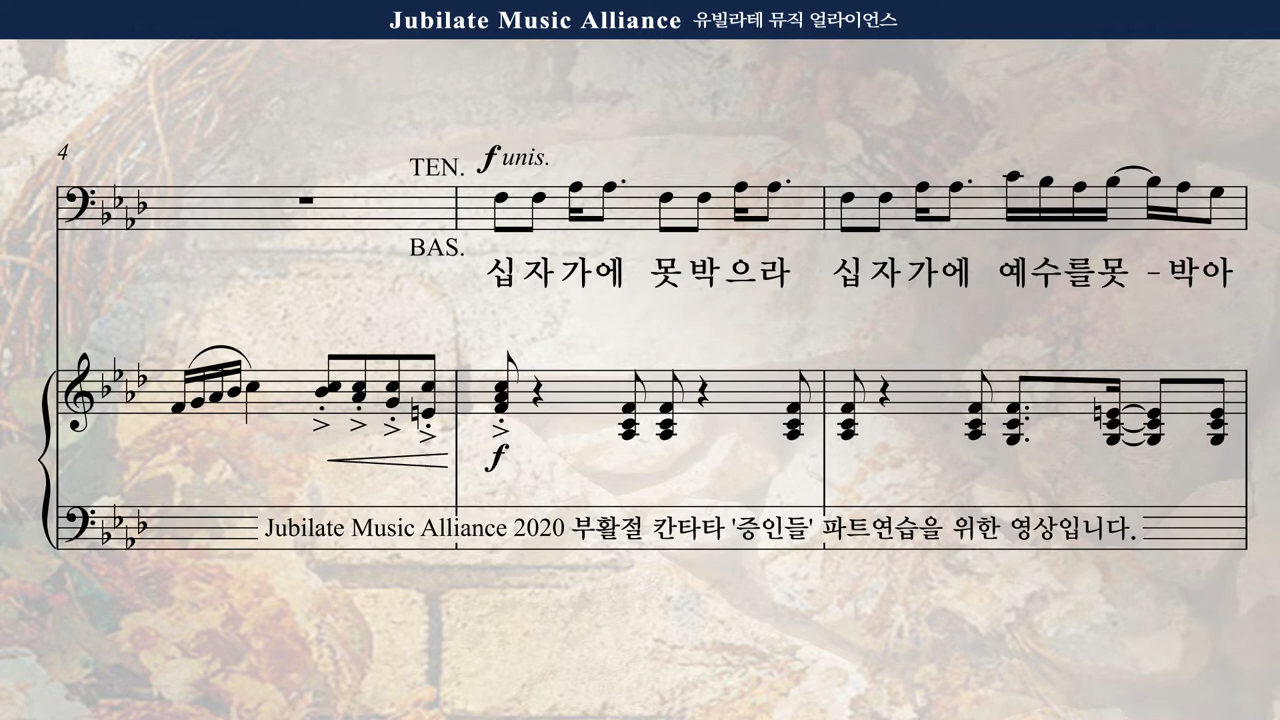 Jubilate Music Alliance 유빌라테 뮤직 얼라이언스
4
TEN. f unis.
BAS.
십 자 가 에 못 박 으 라 십 자 가 에 예 수 를 못 - 박 아
f
Jubilate Music Alliance 2020 부활절 칸타타 '증인들' 파트연습을 위한 영상입니다.